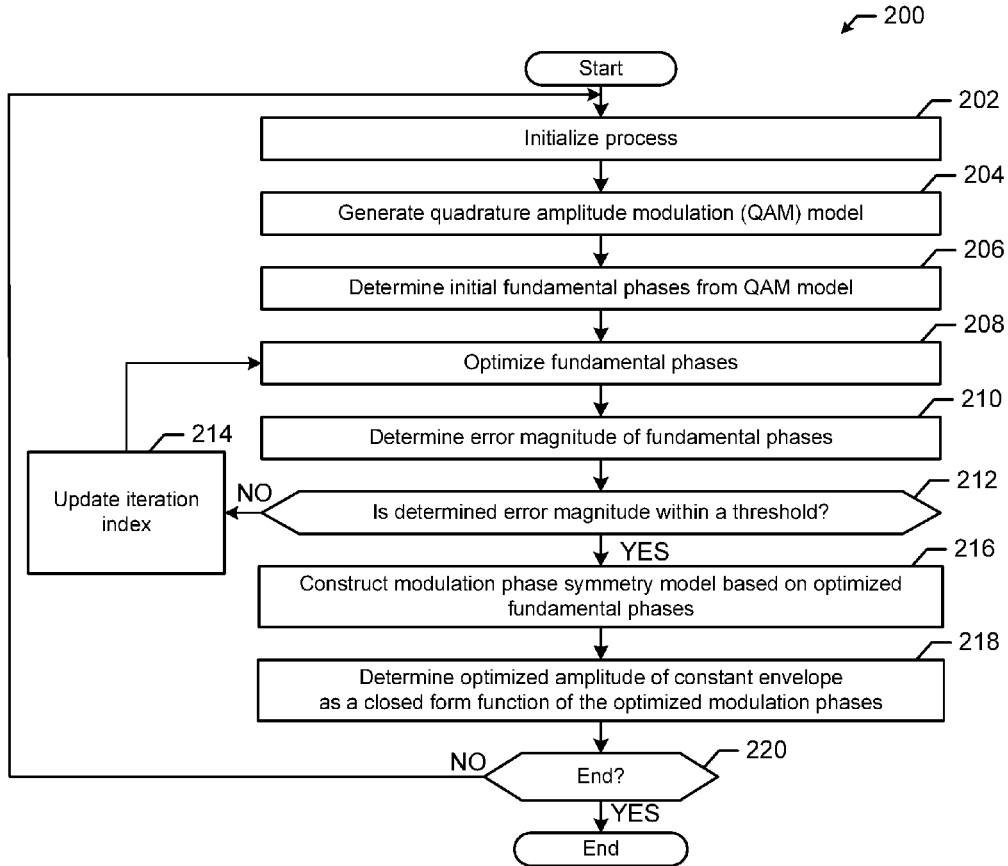 200
Start
202
Initialize process
204
Generate quadrature amplitude modulation (QAM) model
206
Determine initial fundamental phases from QAM model
208
Optimize fundamental phases
210
Determine error magnitude of fundamental phases
214
Update iteration
index
NO
212
Is determined error magnitude within a threshold?
YES
216
Construct modulation phase symmetry model based on optimized
fundamental phases
218
Determine optimized amplitude of constant envelope
as a closed form function of the optimized modulation phases
220
NO
End?
YES
End